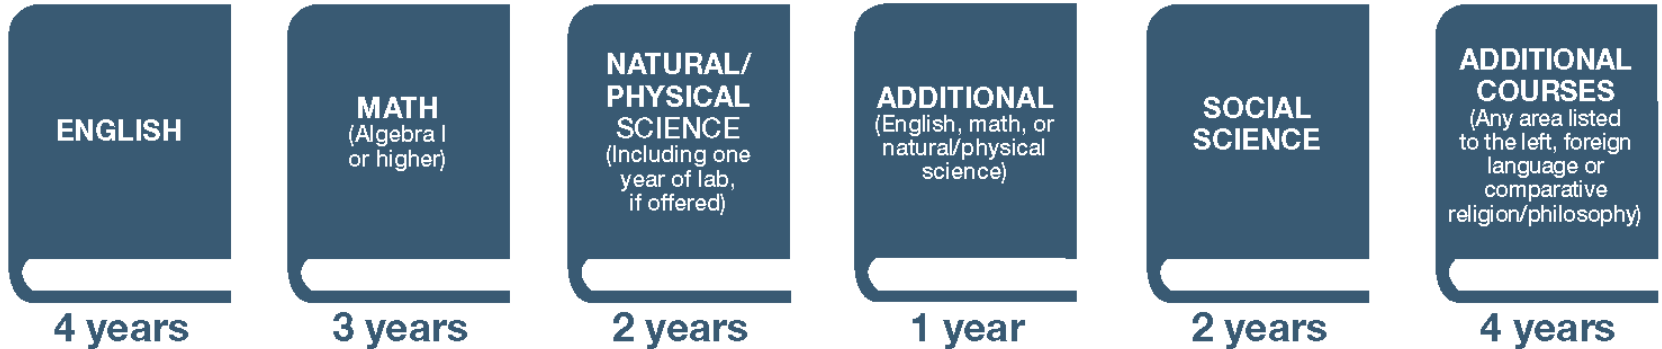 ENGLISH
4 years
MATH
(Algebra I
or higher)
3 years
NATURAL/
PHYSICAL
SCIENCE
(Including one
year of lab,
if offered)
2 years
ADDITIONAL
(English, math, or
natural/physical
science)
1 year
SOCIAL
SCIENCE
2 years
ADDITIONAL
COURSES
(Any area listed
to the left, foreign
language or
comparative
religion/philosophy)
4 years